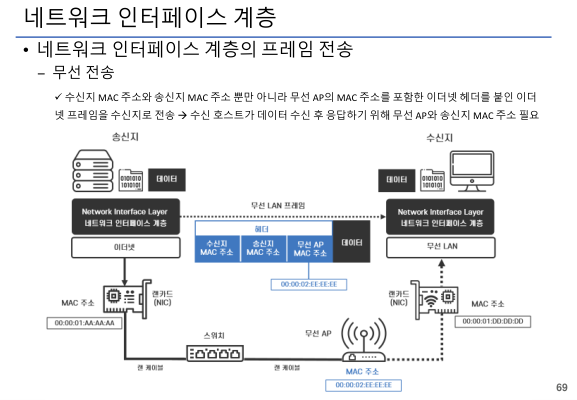 네트워크 인터페이스 계층
• 네트워크 인터페이스 계층의 프레임 전송
– 무선 전송
✓ 수신지 MAC 주소와 송신지 MAC 주소 뿐만 아니라 무선 AP의 MAC 주소를 포함한 이더넷 헤더를 붙인 이더
넷 프레임을 수신지로 전송 → 수신 호스트가 데이터 수신 후 응답하기 위해 무선 AP와 송신지 MAC 주소 필요
송신지
수신지
0101010
1010101
데이터
데이터
0101010
1010101
Network Interface Layer
네트워크 인터페이스 계층
무선 LAN 프레임
Network Interface Layer
네트워크 인터페이스 계층
헤더
이더넷
수신지
MAC 주소
송신지
MAC 주소
무선 AP
MAC 주소
데이터
무선 LAN
00:00:02:EE:EE:EE
MAC 주소
00:00:01:AA:AA:AA
랜카드
(NIC)
랜카드
(NIC)
MAC 주소
00:00:01:DD:DD:DD
스위치
무선 AP
랜 케이블
랜 케이블
MAC 주소
00:00:02:EE:EE:EE
69